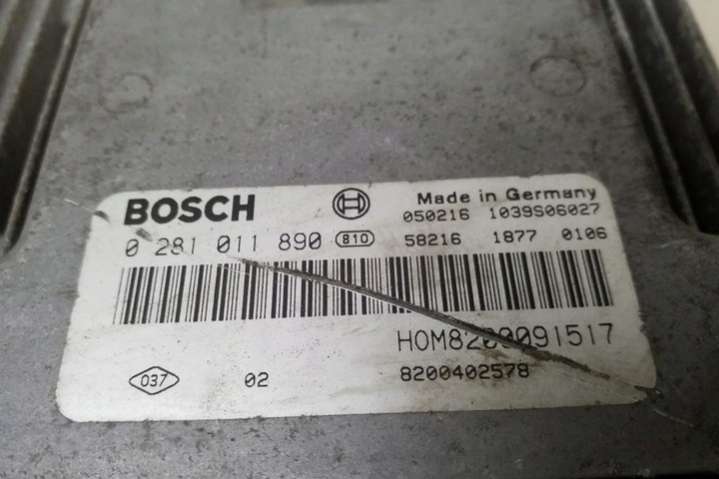 BOSCH Made in Germany
050216 1039S06027
0 281 011 890 810 58216 1877 0106
HOM8200091517
037 02 8200402578